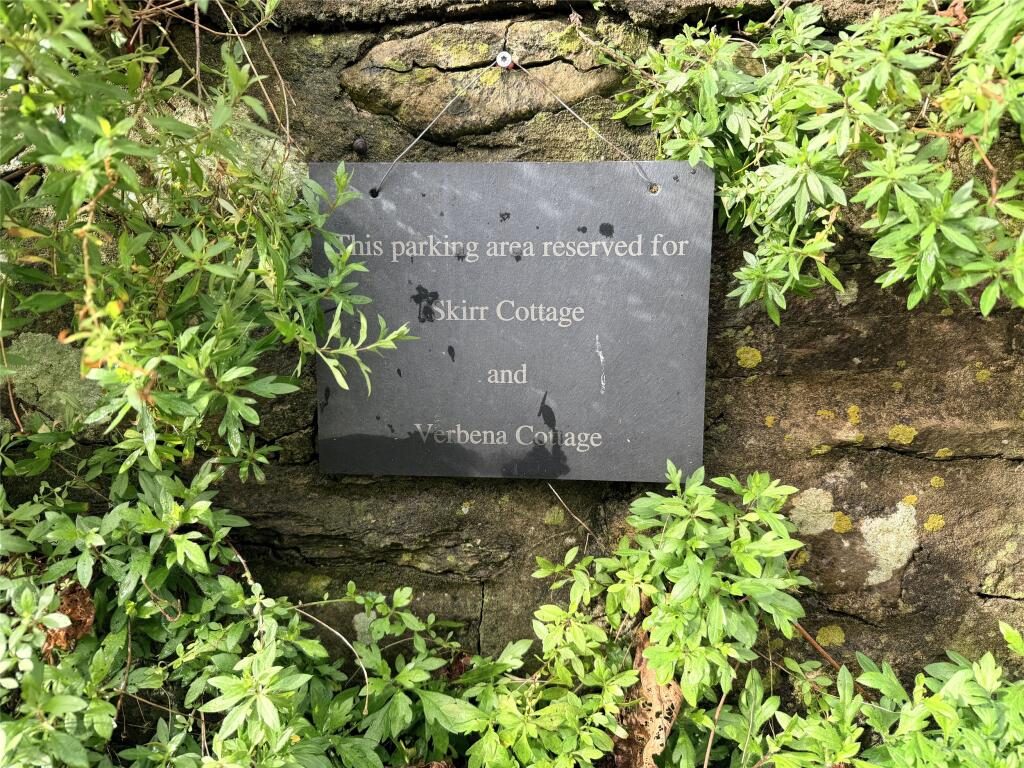 This parking area reserved for
Skirr Cottage
and
Verbena Cottage